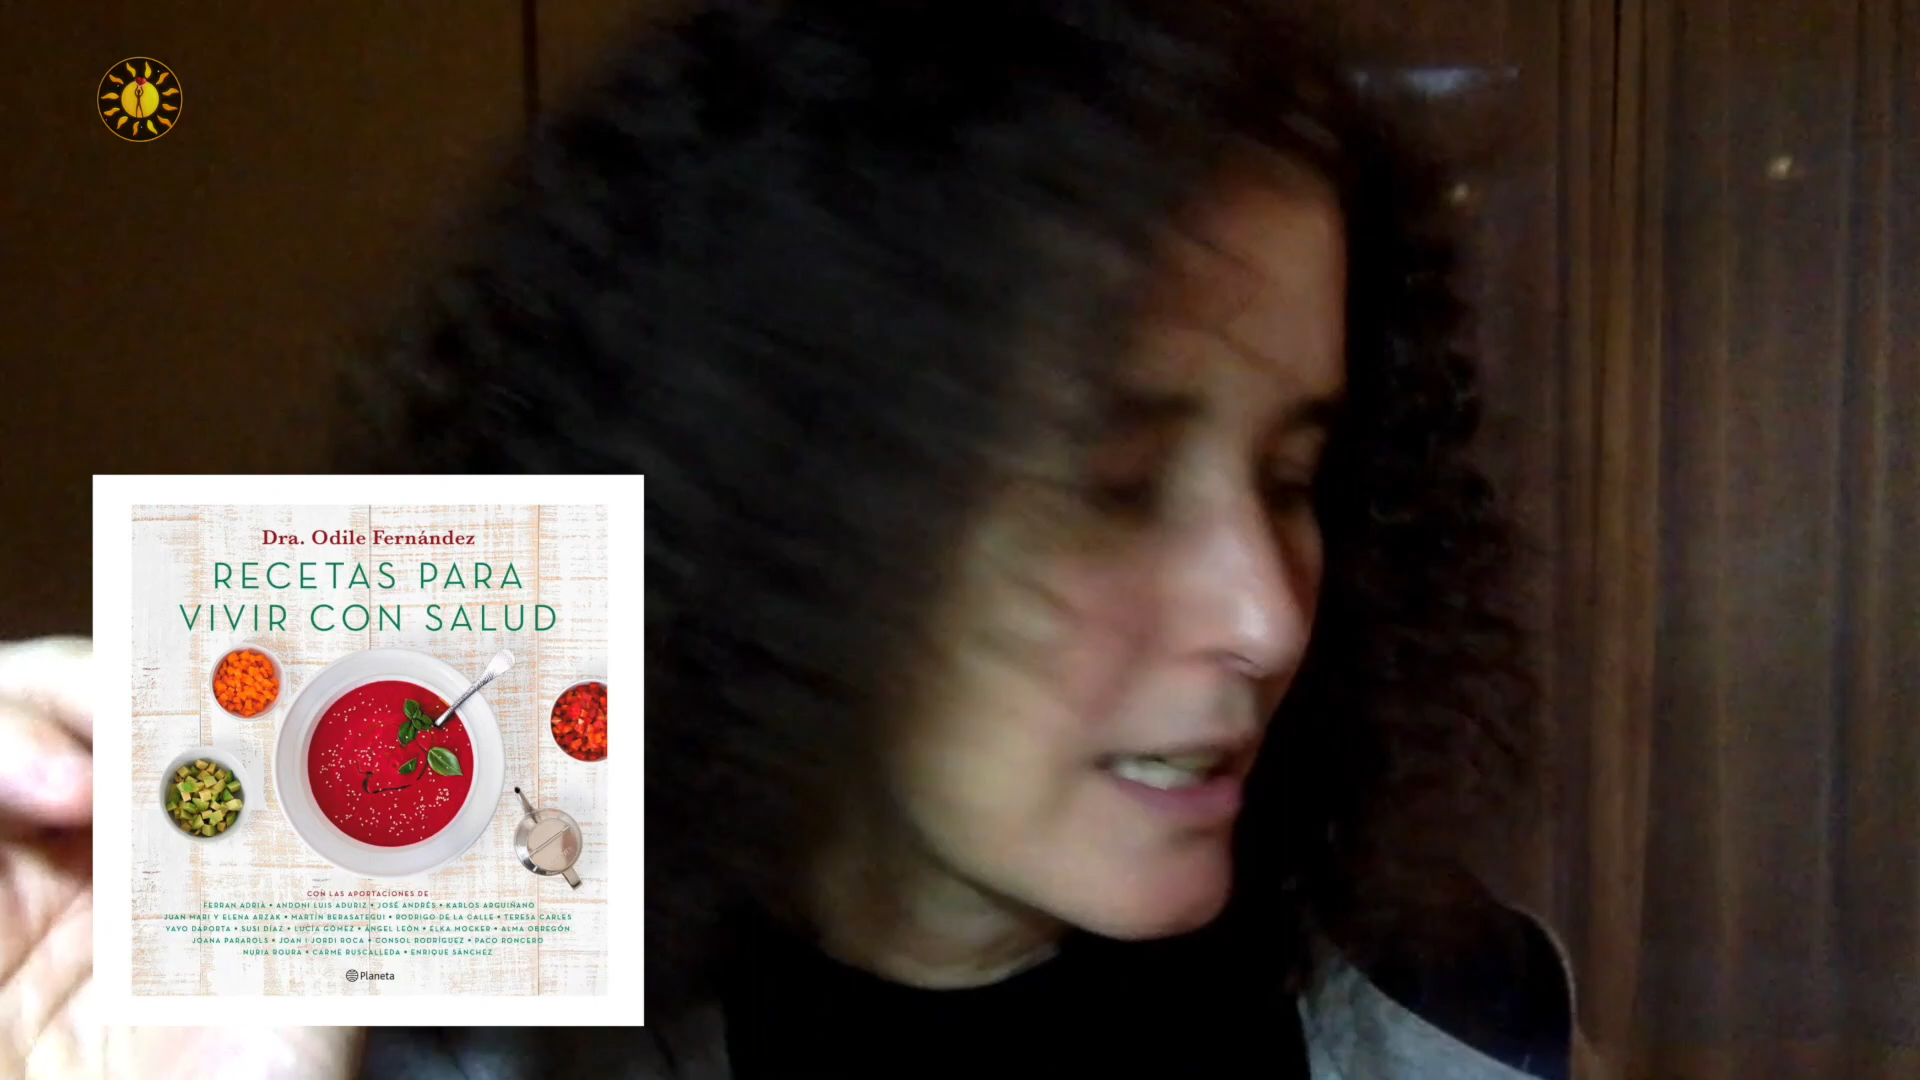 Dra. Odile Fernández
RECETAS PARA
VIVIR CON SALUD
CON LAS APORTACIONES DE
FERRAN ADRIÀ • ANDONI LUIS ADURIZ • JOSÉ ANDRÉS • KARLOS ARGUIÑANO
JUAN MARI Y ELENA ARZAK • MARTÍN BERASATEGUI • RODRIGO DE LA CALLE • TERESA CARLES
YAYO DAPORTA • SUSI DÍAZ • LUCÍA GÓMEZ • ÁNGEL LEÓN • ELKA MOCKER • ALMA OBREGÓN
JOANA PARAROLS • JOAN I JORDI ROCA • CONSOL RODRÍGUEZ • PACO RONCERO
NURIA ROURA • CARME RUSCALLEDA • ENRIQUE SÁNCHEZ
Planeta